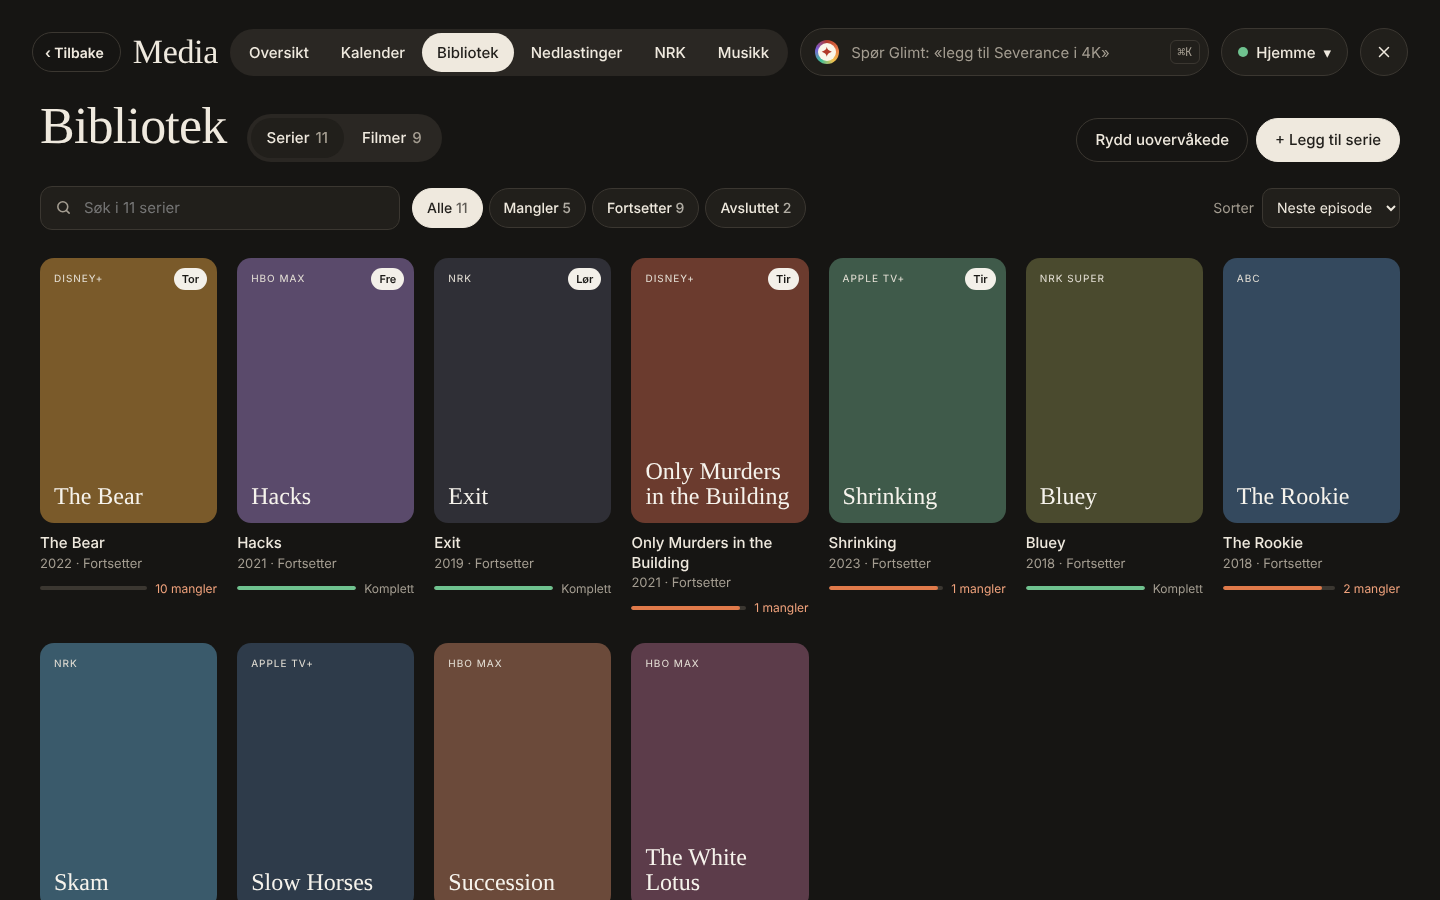 ‹ Tilbake
Media
Oversikt
Kalender
Bibliotek
Nedlastinger
NRK
Musikk
Spør Glimt: «legg til Severance i 4K»
⌘K
Hjemme ▾
×
Bibliotek
Serier 11
Filmer 9
Rydd uovervåkede
+ Legg til serie
Søk i 11 serier
Alle 11
Mangler 5
Fortsetter 9
Avsluttet 2
Sorter
Neste episode
DISNEY+
Tor
The Bear
The Bear
2022 · Fortsetter
10 mangler
HBO MAX
Fre
Hacks
Hacks
2021 · Fortsetter
Komplett
NRK
Lør
Exit
Exit
2019 · Fortsetter
Komplett
DISNEY+
Tir
Only Murders
in the Building
Only Murders in the
Building
2021 · Fortsetter
1 mangler
APPLE TV+
Tir
Shrinking
Shrinking
2023 · Fortsetter
1 mangler
NRK SUPER
Bluey
Bluey
2018 · Fortsetter
Komplett
ABC
The Rookie
The Rookie
2018 · Fortsetter
2 mangler
NRK
Skam
APPLE TV+
Slow Horses
HBO MAX
Succession
HBO MAX
The White
Lotus